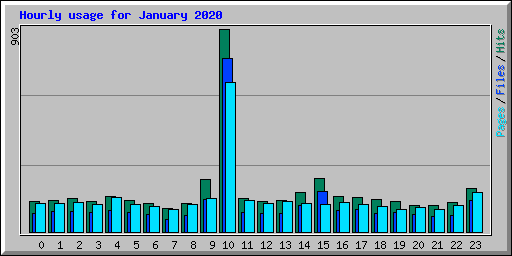 Hourly usage for January 2020
903
Pages/Files/Hits
0 1 2 3 4 5 6 7 8 9 10 11 12 13 14 15 16 17 18 19 20 21 22 23